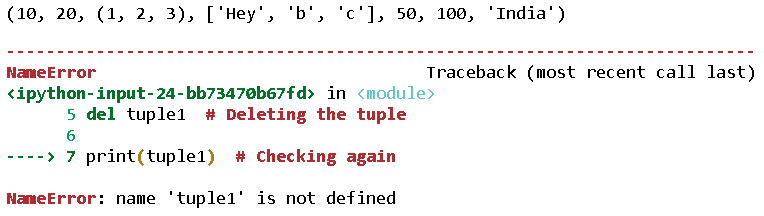 (10, 20, (1, 2, 3), ['Hey', 'b', 'c'], 50, 100, 'India')
---------------------------------------------------------------------------
NameError                                 Traceback (most recent call last)
<ipython-input-24-bb73470b67fd> in <module>
      5 del tuple1  # Deleting the tuple
      6
----> 7 print(tuple1)  # Checking again
NameError: name 'tuple1' is not defined